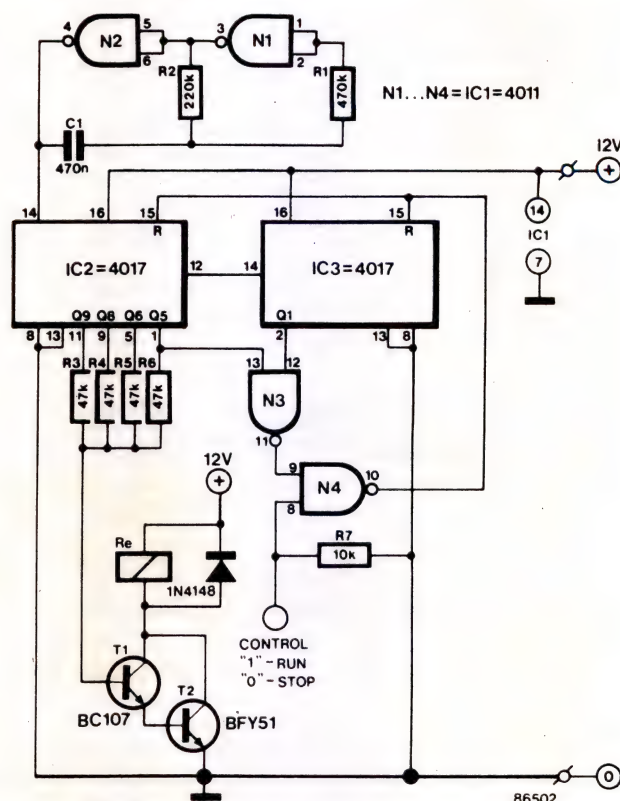 4
N2
5
6
3
N1
1
2
R2
220k
R1
470k
N1...N4=IC1=4011
C1
470n
12V
+
14
16
15
R
16
15
R
14
IC1
7
IC2=4017
12
14
IC3=4017
Q9 Q8 Q6 Q5
Q1
8 13 11 9 5 1
2
13 8
R3 R4 R5 R6
47k 47k 47k 47k
13 12
N3
11
12V
+
9
8
N4
10
Re
1N4148
R7
10k
CONTROL
"1"-RUN
"0"-STOP
T1
BC107
T2
BFY51
0
86502